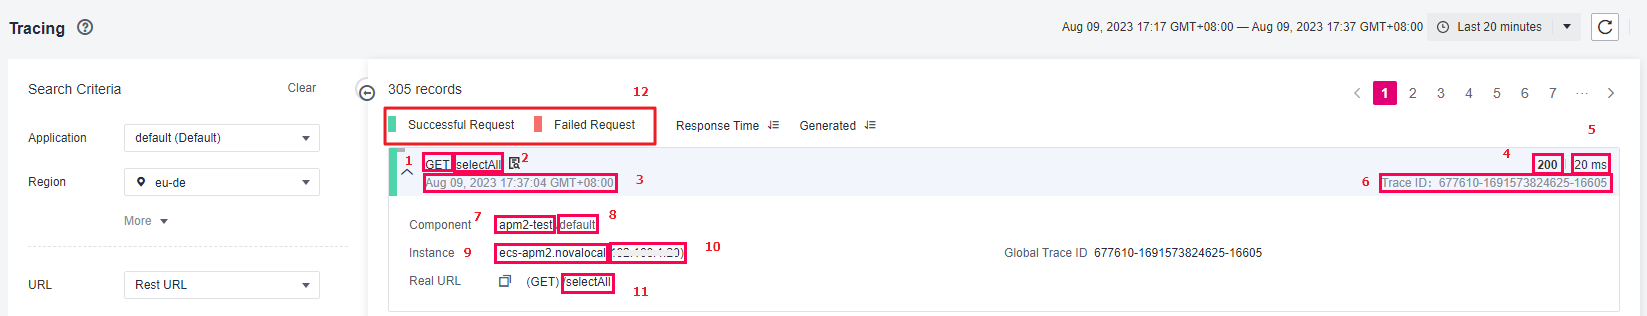 Tracing ?
Aug 09, 2023 17:17 GMT+08:00 — Aug 09, 2023 17:37 GMT+08:00 Last 20 minutes
Search Criteria Clear
305 records
12
1 2 3 4 5 6 7 ...
Application default (Default)
Successful Request Failed Request Response Time Generated
5
1 GET selectAll 2
4 200 20 ms
3 Aug 09, 2023 17:37:04 GMT+08:00
6 Trace ID: 677610-1691573824625-16605
Region eu-de
More
Component 7 apm2-test default 8
Instance 9 ecs-apm2.novalocal 10
Global Trace ID 677610-1691573824625-16605
URL Rest URL
Real URL (GET) /selectAll 11